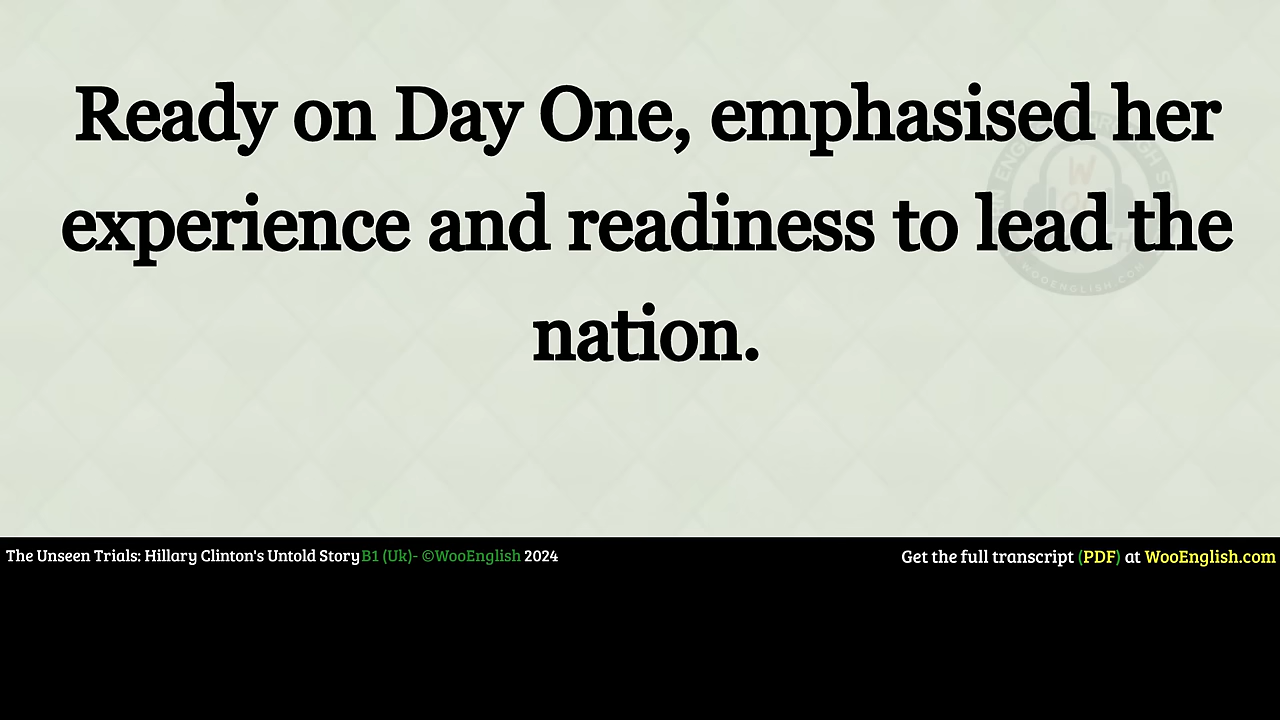 Ready on Day One, emphasised her
experience and readiness to lead the
nation.
The Unseen Trials: Hillary Clinton's Untold Story B1 (Uk)- ©WooEnglish 2024
Get the full transcript (PDF) at WooEnglish.com